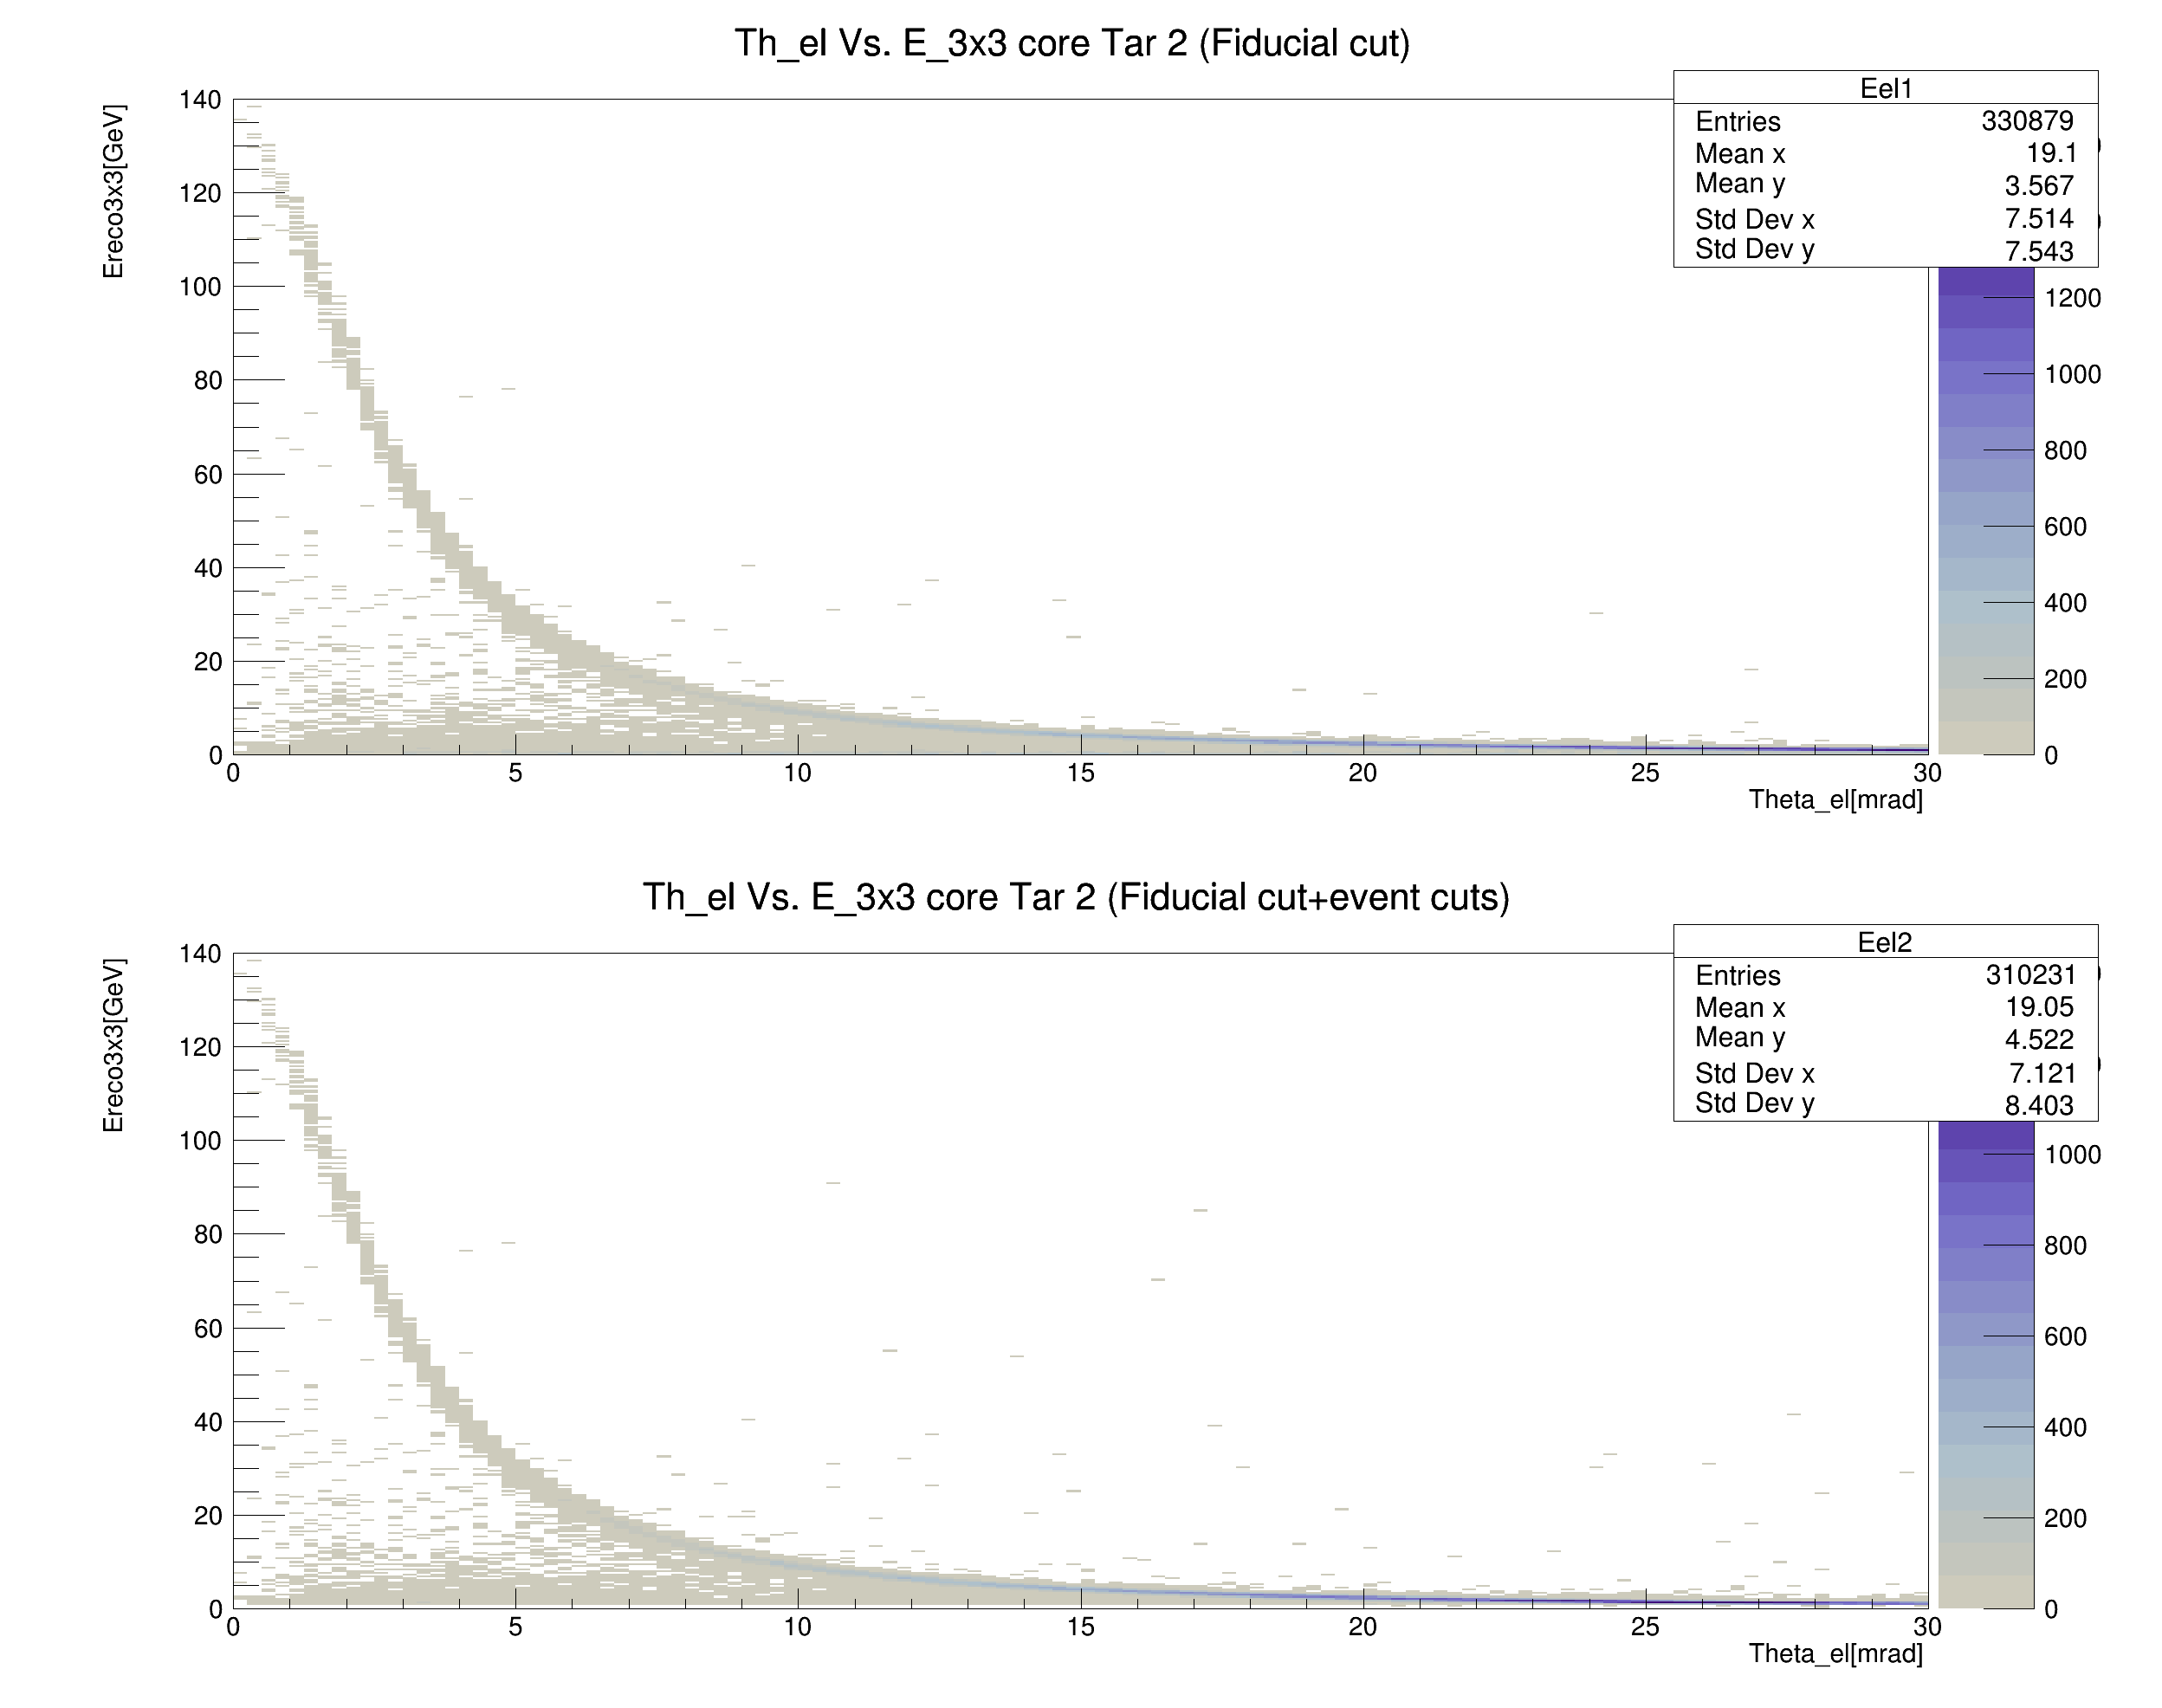 Th_el Vs. E_3x3 core Tar 2 (Fiducial cut)
Ereco3x3[GeV]
140
120
100
80
60
40
20
0
0 5 10 15 20 25 30
Theta_el[mrad]
Eel1
Entries 330879
Mean x 19.1
Mean y 3.567
Std Dev x 7.514
Std Dev y 7.543
1200
1000
800
600
400
200
0
Th_el Vs. E_3x3 core Tar 2 (Fiducial cut+event cuts)
Ereco3x3[GeV]
140
120
100
80
60
40
20
0
0 5 10 15 20 25 30
Theta_el[mrad]
Eel2
Entries 310231
Mean x 19.05
Mean y 4.522
Std Dev x 7.121
Std Dev y 8.403
1000
800
600
400
200
0